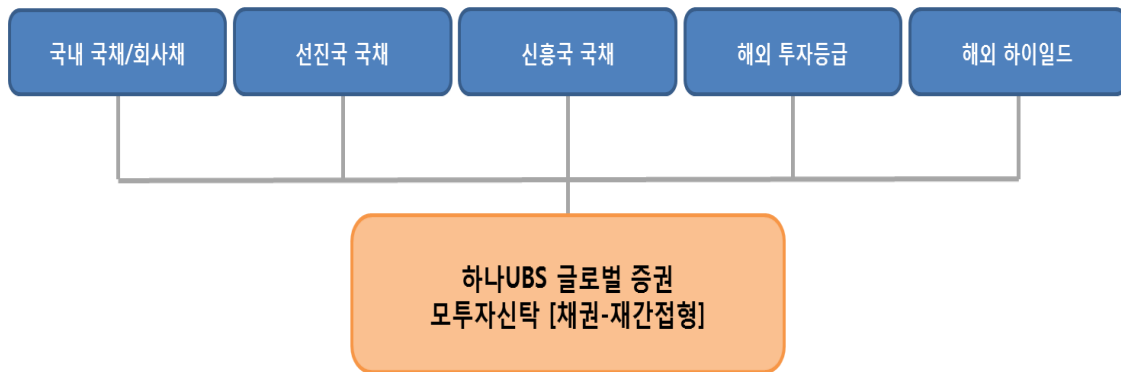 국내 국채/회사채
선진국 국채
신흥국 국채
해외 투자등급
해외 하이일드
하나UBS 글로벌 증권
모투자신탁 [채권-재간접형]